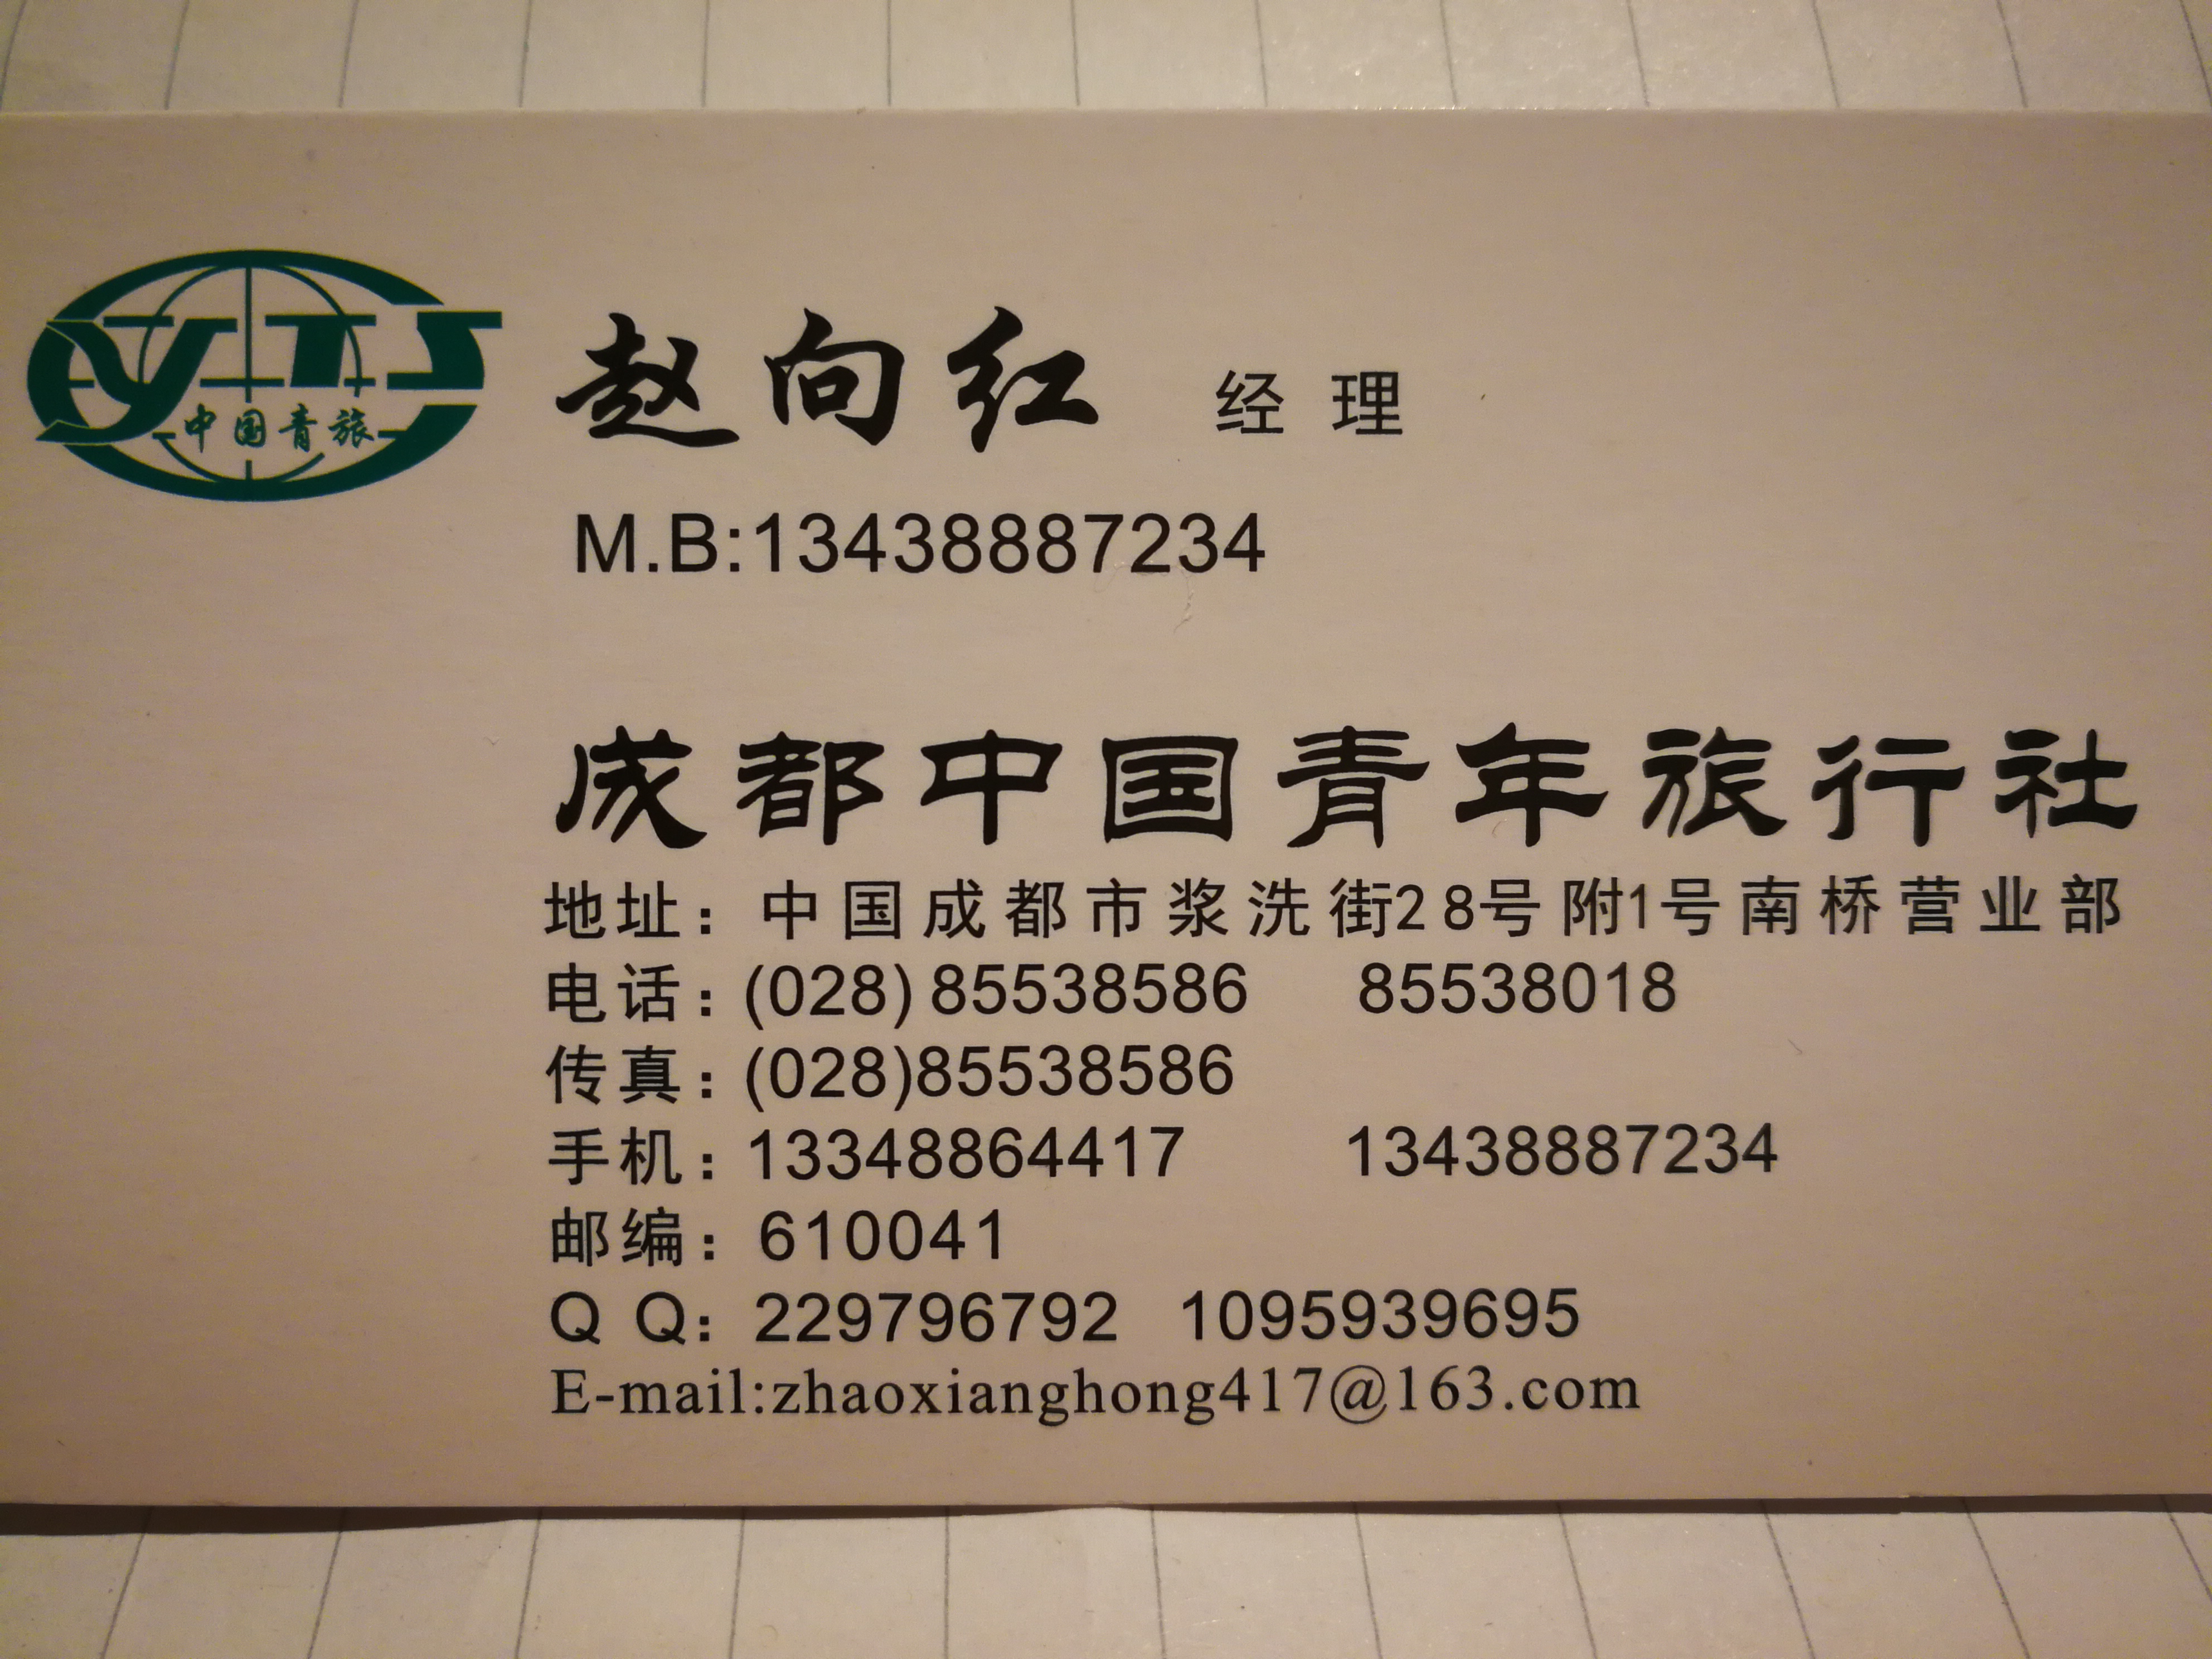 CYTS
中国青旅
赵向红 经理
M.B:13438887234
成都中国青年旅行社
地址：中国成都市浆洗街28号附1号南桥营业部
电话：(028) 85538586 85538018
传真：(028)85538586
手机：13348864417 13438887234
邮编：610041
QQ：229796792 1095939695
E-mail:zhaoxianghong417@163.com